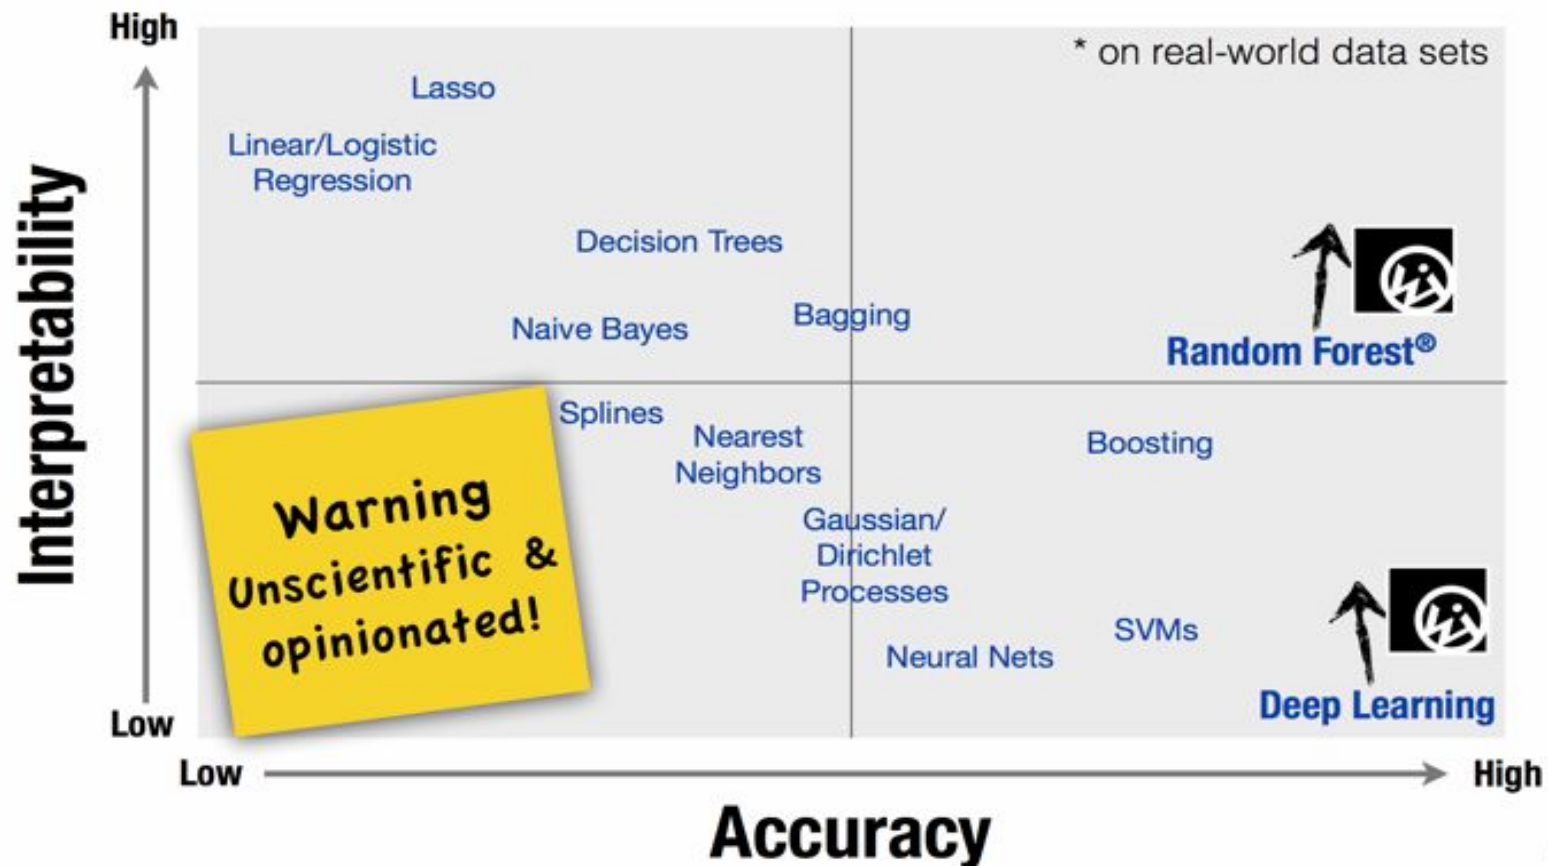 High
* on real-world data sets
Lasso
Linear/Logistic
Regression
Decision Trees
Naive Bayes
Bagging
Random Forest®
Interpretability
Splines
Nearest
Neighbors
Boosting
Warning
Unscientific &
opinionated!
Gaussian/
Dirichlet
Processes
SVMs
Neural Nets
Deep Learning
Low
Low
High
Accuracy